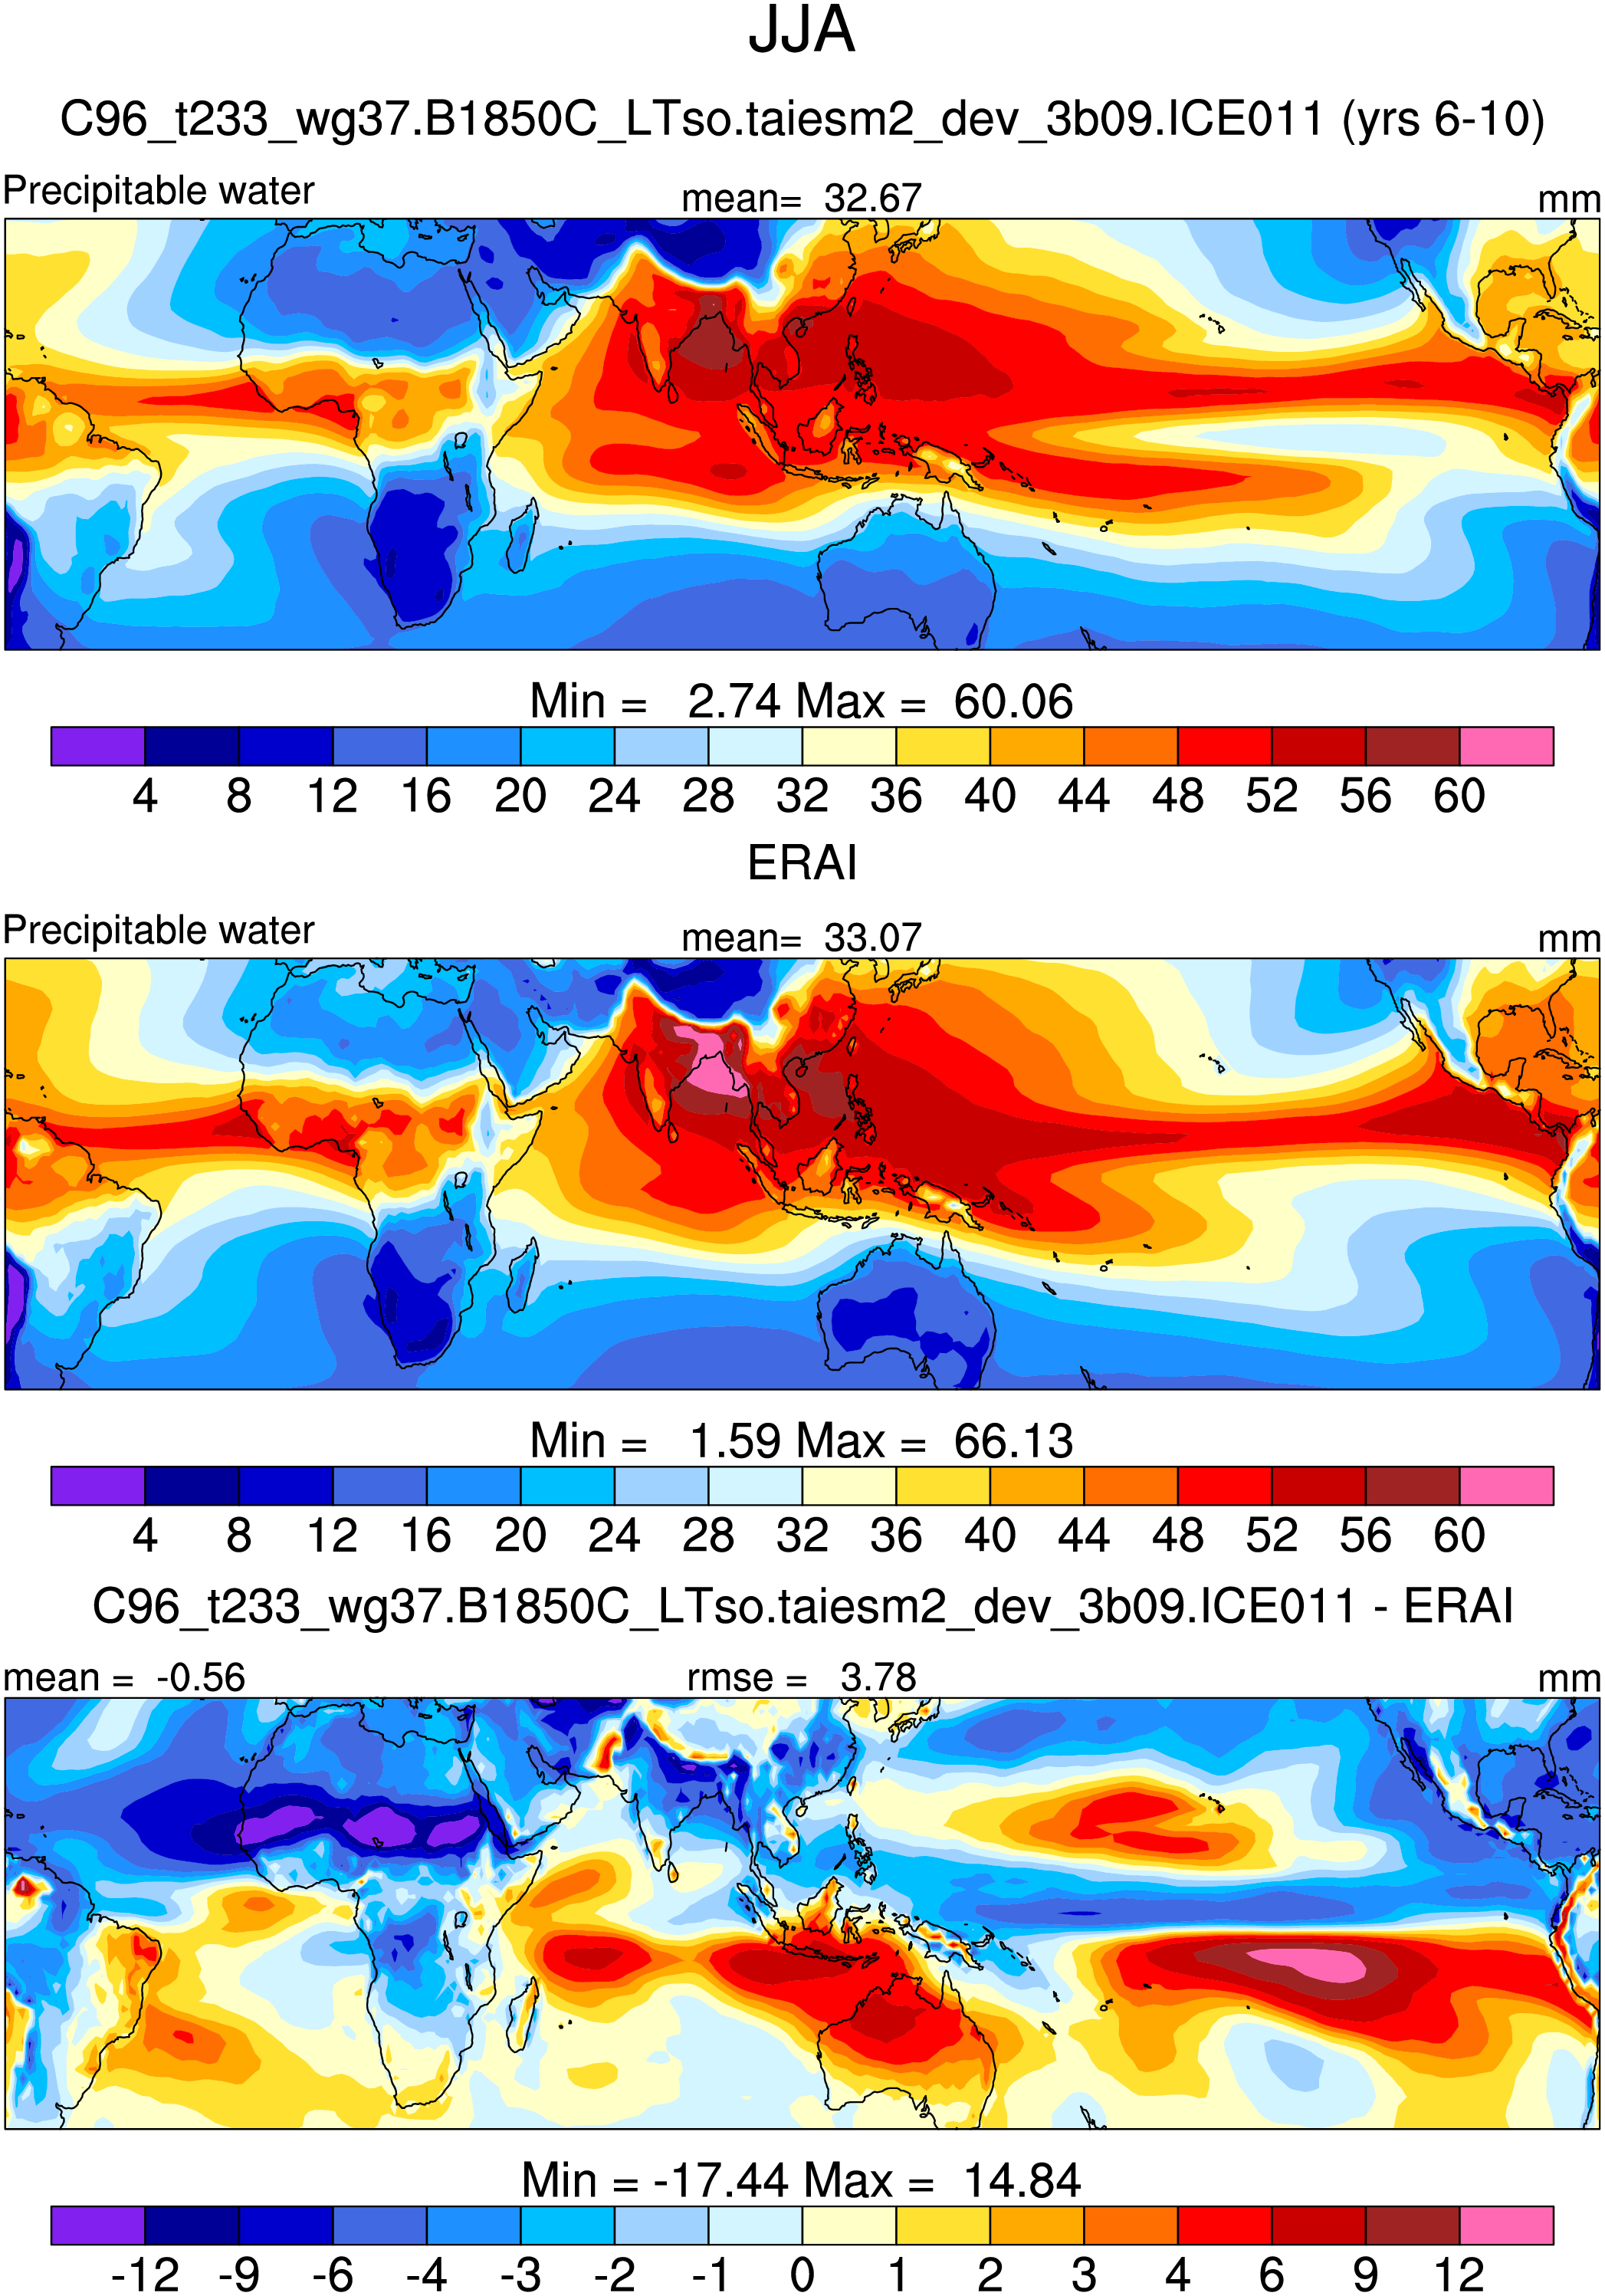 JJA
C96_t233_wg37.B1850C_LTso.taiesm2_dev_3b09.ICE011 (yrs 6-10)
Precipitable water mean= 32.67 mm
Min = 2.74 Max = 60.06
4 8 12 16 20 24 28 32 36 40 44 48 52 56 60
ERAI
Precipitable water mean= 33.07 mm
Min = 1.59 Max = 66.13
4 8 12 16 20 24 28 32 36 40 44 48 52 56 60
C96_t233_wg37.B1850C_LTso.taiesm2_dev_3b09.ICE011 - ERAI
mean = -0.56 rmse = 3.78 mm
Min = -17.44 Max = 14.84
-12 -9 -6 -4 -3 -2 -1 0 1 2 3 4 6 9 12